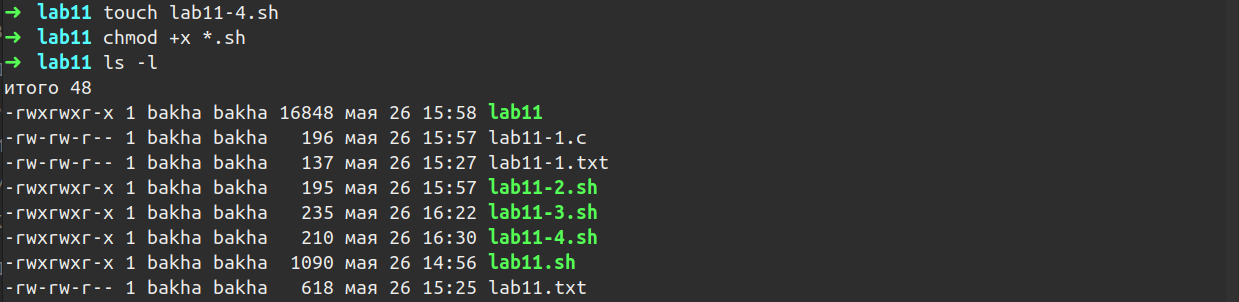 ➜ lab11 touch lab11-4.sh
➜ lab11 chmod +x *.sh
➜ lab11 ls -l
итого 48
-rwxrwxr-x 1 bakha bakha 16848 мая 26 15:58 lab11
-rw-rw-r-- 1 bakha bakha   196 мая 26 15:57 lab11-1.c
-rw-rw-r-- 1 bakha bakha   137 мая 26 15:27 lab11-1.txt
-rwxrwxr-x 1 bakha bakha   195 мая 26 15:57 lab11-2.sh
-rwxrwxr-x 1 bakha bakha   235 мая 26 16:22 lab11-3.sh
-rwxrwxr-x 1 bakha bakha   210 мая 26 16:30 lab11-4.sh
-rwxrwxr-x 1 bakha bakha  1090 мая 26 14:56 lab11.sh
-rw-rw-r-- 1 bakha bakha   618 мая 26 15:25 lab11.txt